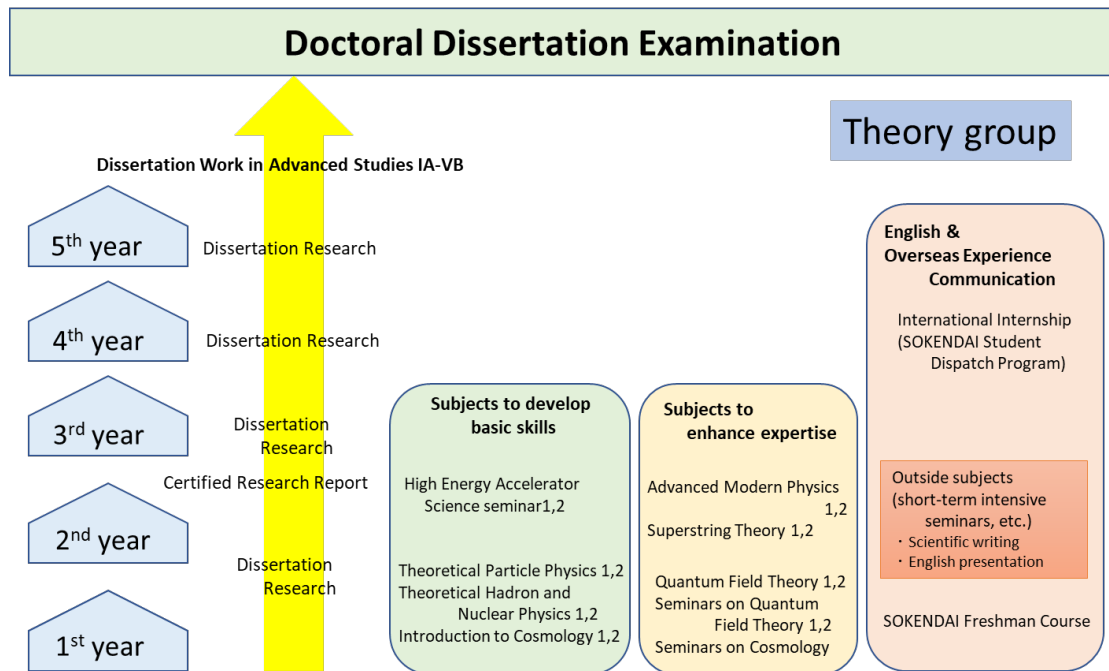 Doctoral Dissertation Examination
Theory group
Dissertation Work in Advanced Studies IA-VB
5th year
Dissertation Research
4th year
Dissertation Research
3rd year
Dissertation
Research
Certified Research Report
2nd year
Dissertation
Research
1st year
Subjects to develop
basic skills
High Energy Accelerator
Science seminar1,2
Theoretical Particle Physics 1,2
Theoretical Hadron and
Nuclear Physics 1,2
Introduction to Cosmology 1,2
Subjects to
enhance expertise
Advanced Modern Physics
1,2
Superstring Theory 1,2
Quantum Field Theory 1,2
Seminars on Quantum
Field Theory 1,2
Seminars on Cosmology
English &
Overseas Experience
Communication
International Internship
(SOKENDAI Student
Dispatch Program)
Outside subjects
(short-term intensive
seminars, etc.)
・Scientific writing
・English presentation
SOKENDAI Freshman Course